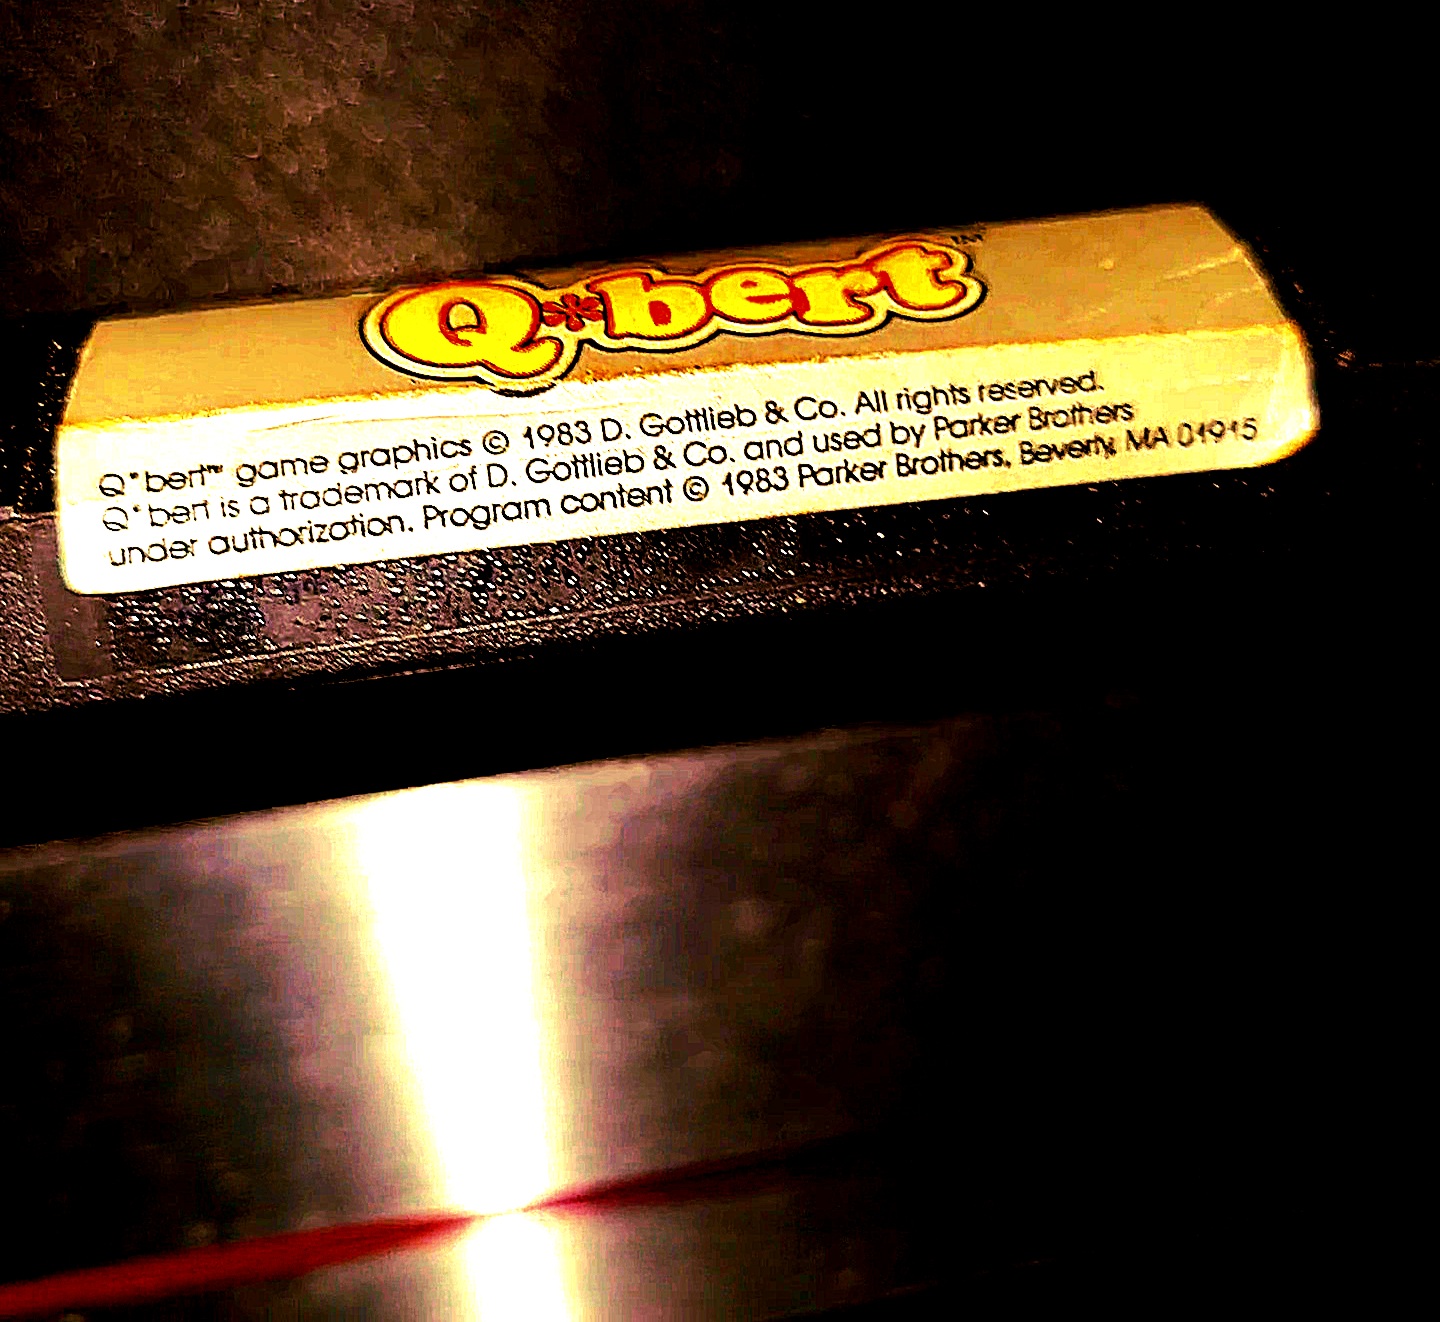 Q*bert™
Q*bert™ game graphics © 1983 D. Gottlieb & Co. All rights reserved.
Q*bert is a trademark of D. Gottlieb & Co. and used by Parker Brothers
under authorization. Program content © 1983 Parker Brothers, Beverly, MA 01915